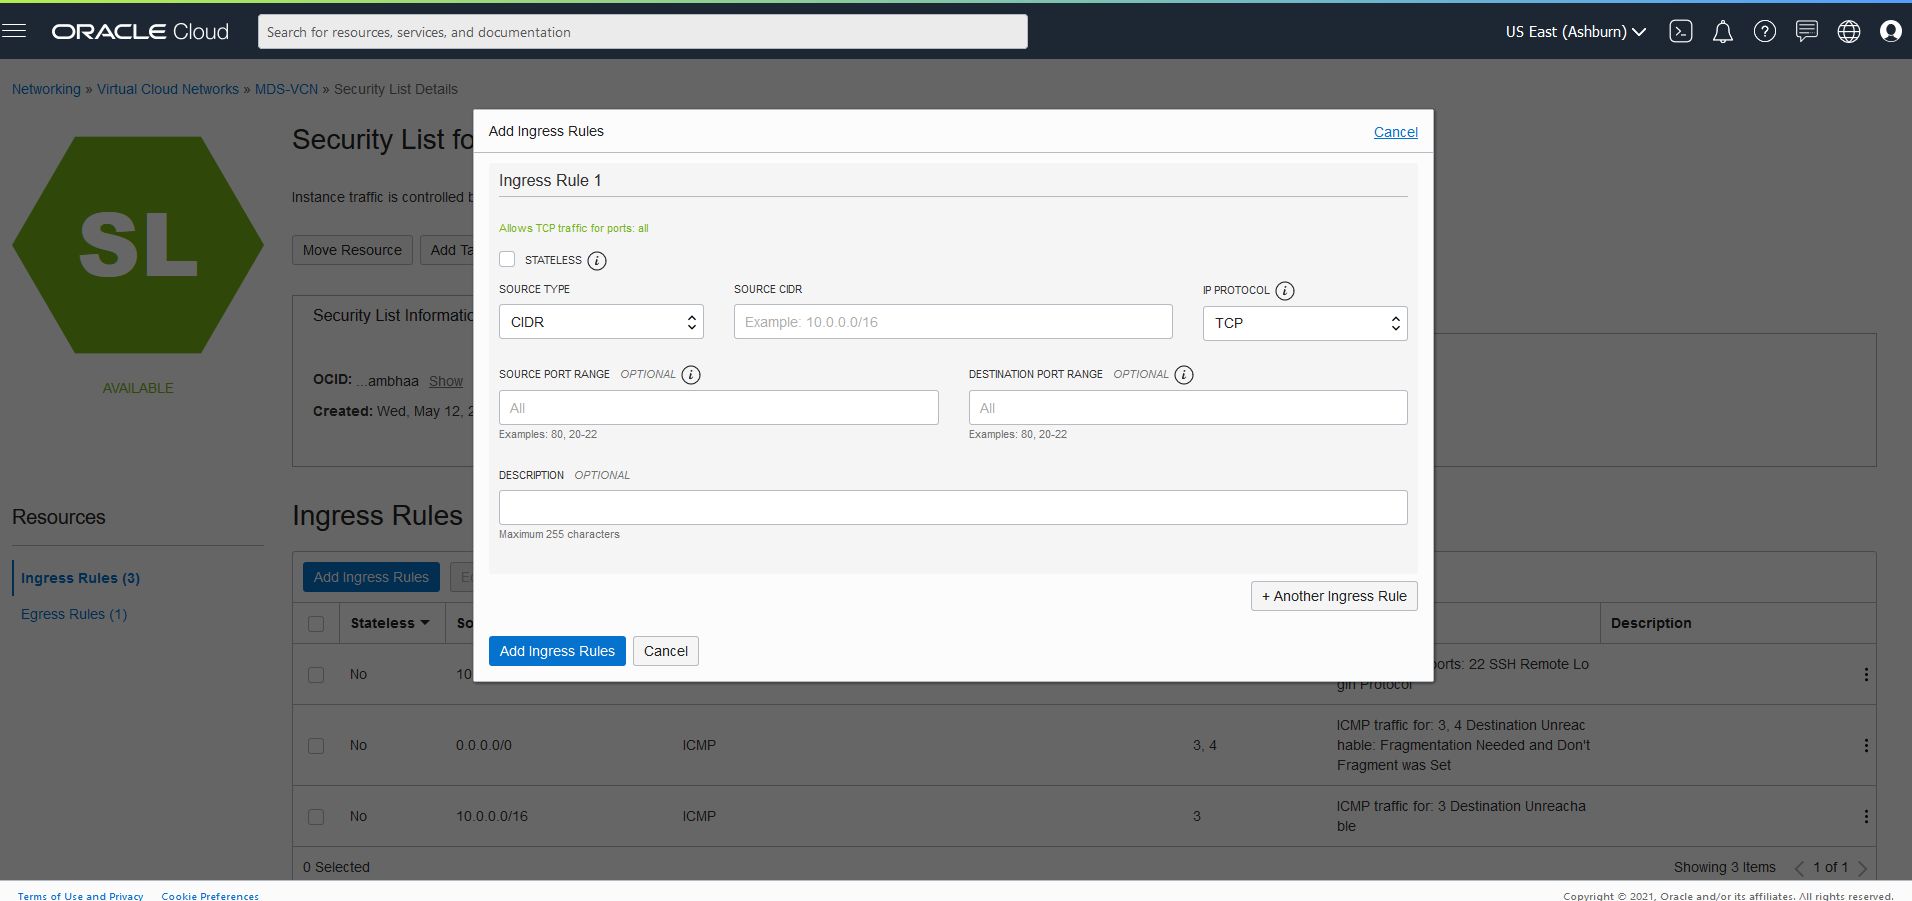 ORACLE Cloud
Search for resources, services, and documentation
US East (Ashburn)
Networking » Virtual Cloud Networks » MDS-VCN » Security List Details
SL
AVAILABLE
Security List fo
Instance traffic is controlled b
Move Resource
Add Ta
Security List Informatio
OCID: ...ambhaa Show
Created: Wed, May 12, 2
Add Ingress Rules
Cancel
Ingress Rule 1
Allows TCP traffic for ports: all
STATELESS i
SOURCE TYPE
CIDR
SOURCE CIDR
Example: 10.0.0.0/16
IP PROTOCOL i
TCP
SOURCE PORT RANGE OPTIONAL i
All
Examples: 80, 20-22
DESTINATION PORT RANGE OPTIONAL i
All
Examples: 80, 20-22
DESCRIPTION OPTIONAL
Maximum 255 characters
+ Another Ingress Rule
Add Ingress Rules
Cancel
Resources
Ingress Rules (3)
Egress Rules (1)
Ingress Rules
Add Ingress Rules
Stateless
So
Description
No
10
orts: 22 SSH Remote Lo
gin Protocol
No
0.0.0.0/0
ICMP
3, 4
ICMP traffic for: 3, 4 Destination Unreac
hable: Fragmentation Needed and Don't
Fragment was Set
No
10.0.0.0/16
ICMP
3
ICMP traffic for: 3 Destination Unreacha
ble
0 Selected
Showing 3 Items
1 of 1
Terms of Use and Privacy
Cookie Preferences
Copyright © 2021, Oracle and/or its affiliates. All rights reserved.